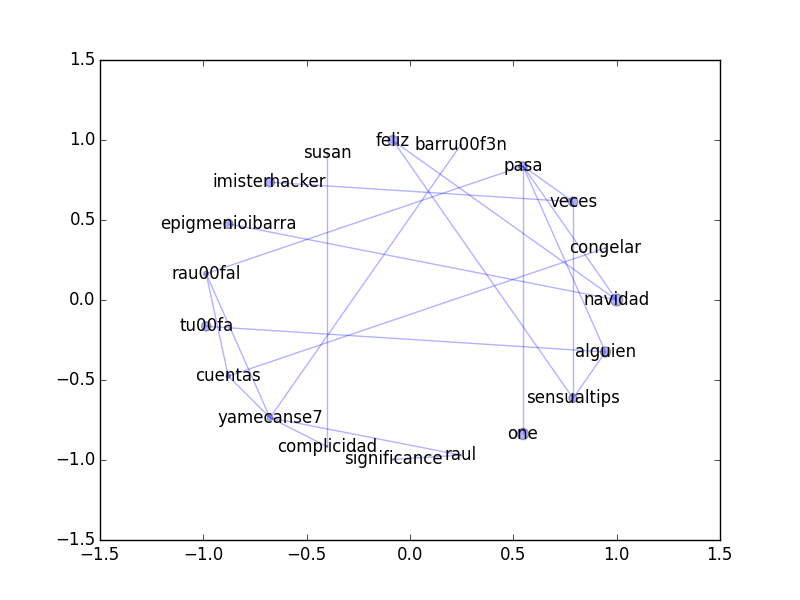 1.5
1.0
0.5
0.0
−0.5
−1.0
−1.5
feliz
barru00f3n
susan
pasa
imisterhacker
veces
epigmenioibarra
congelar
rau00fal
navidad
tu00fa
alguien
cuentas
sensualtips
yamecanse7
one
complicidad
raul
significance
−1.5 −1.0 −0.5 0.0 0.5 1.0 1.5